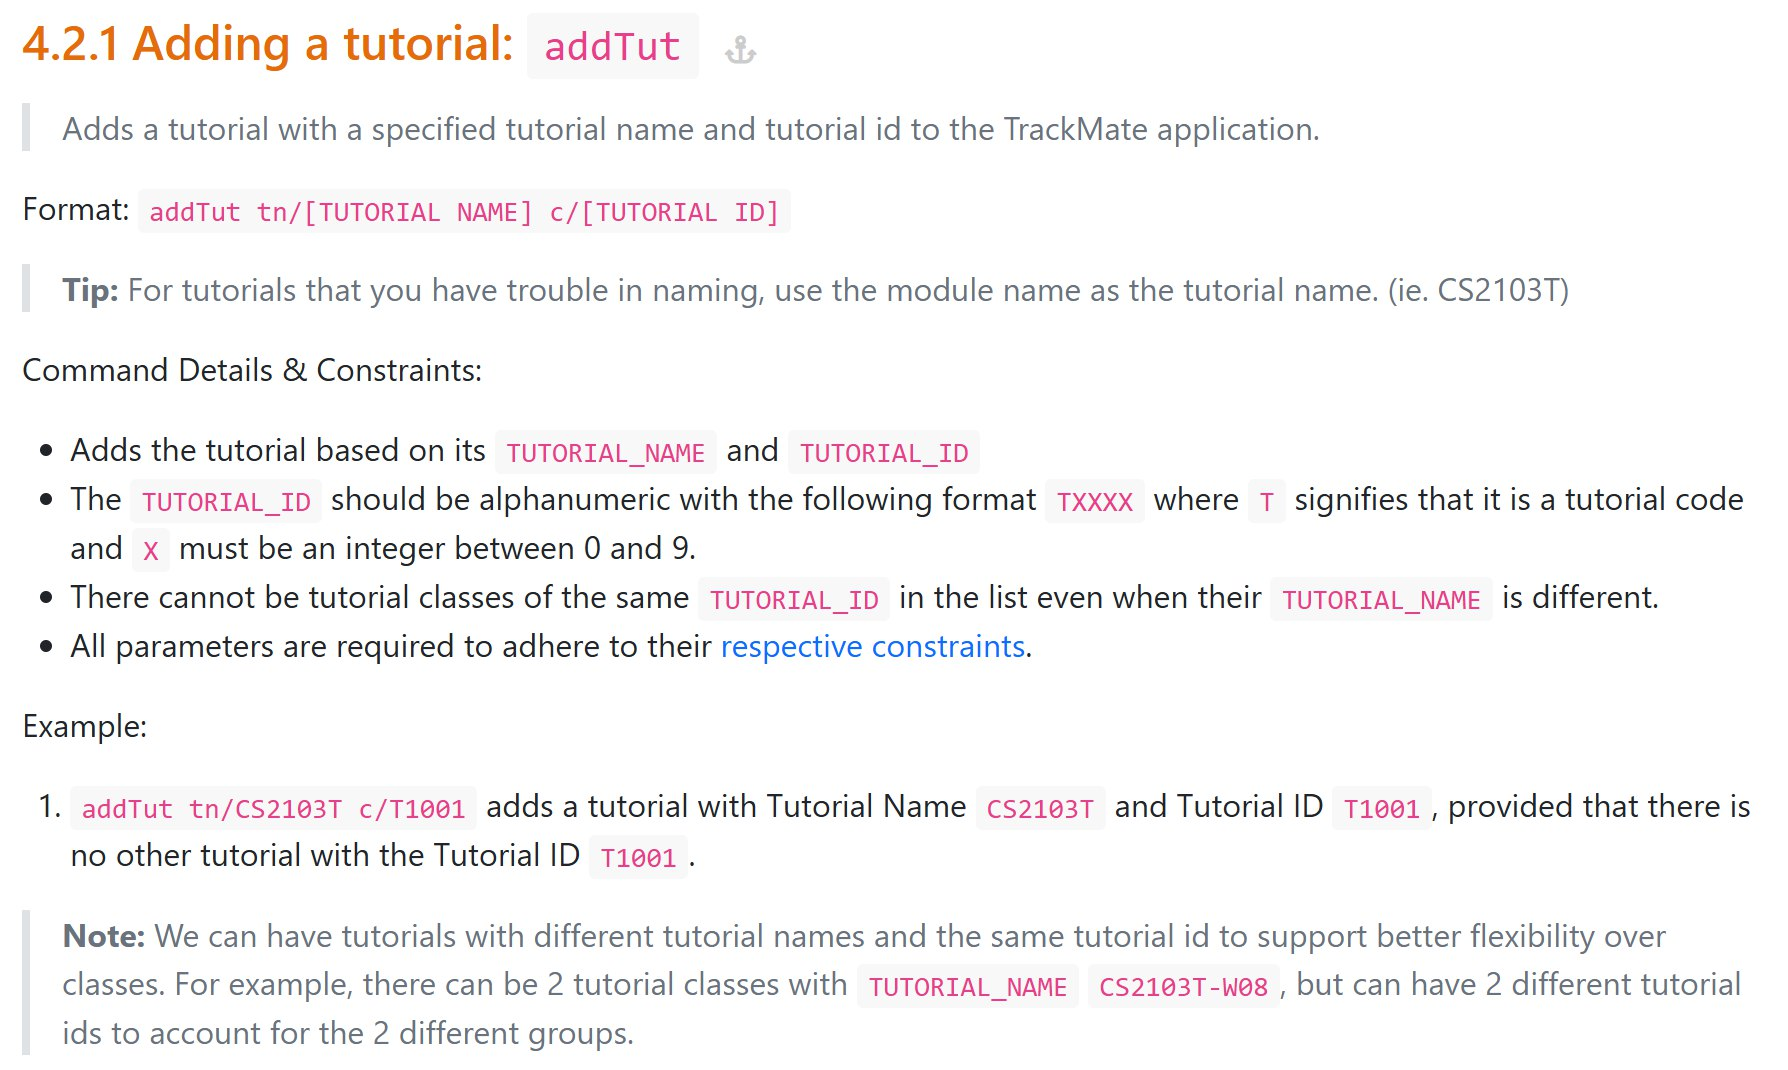 4.2.1 Adding a tutorial: addTut
Adds a tutorial with a specified tutorial name and tutorial id to the TrackMate application.
Format: addTut tn/[TUTORIAL NAME] c/[TUTORIAL ID]
Tip: For tutorials that you have trouble in naming, use the module name as the tutorial name. (ie. CS2103T)
Command Details & Constraints:
• Adds the tutorial based on its TUTORIAL_NAME and TUTORIAL_ID
• The TUTORIAL_ID should be alphanumeric with the following format TXXXX where T signifies that it is a tutorial code
and X must be an integer between 0 and 9.
• There cannot be tutorial classes of the same TUTORIAL_ID in the list even when their TUTORIAL_NAME is different.
• All parameters are required to adhere to their respective constraints.
Example:
1. addTut tn/CS2103T c/T1001 adds a tutorial with Tutorial Name CS2103T and Tutorial ID T1001, provided that there is
no other tutorial with the Tutorial ID T1001.
Note: We can have tutorials with different tutorial names and the same tutorial id to support better flexibility over
classes. For example, there can be 2 tutorial classes with TUTORIAL_NAME CS2103T-W08, but can have 2 different tutorial
ids to account for the 2 different groups.